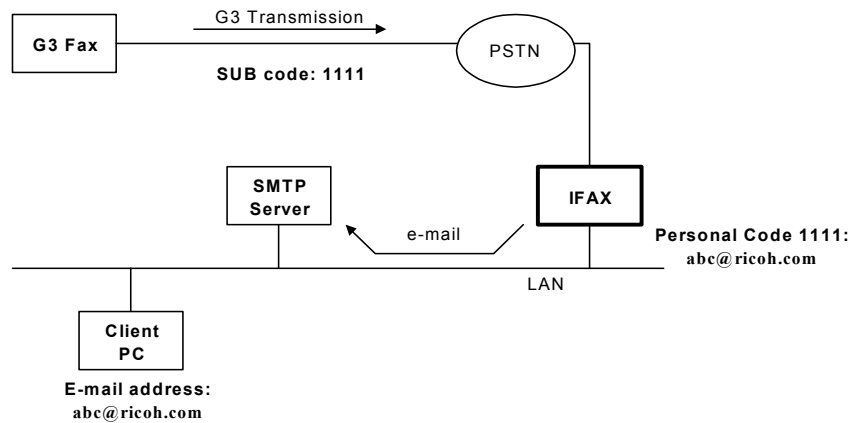 G3 Transmission
G3 Fax
PSTN
SUB code: 1111
SMTP
Server
IFAX
e-mail
Personal Code 1111:
abc@ricoh.com
LAN
Client
PC
E-mail address:
abc@ricoh.com